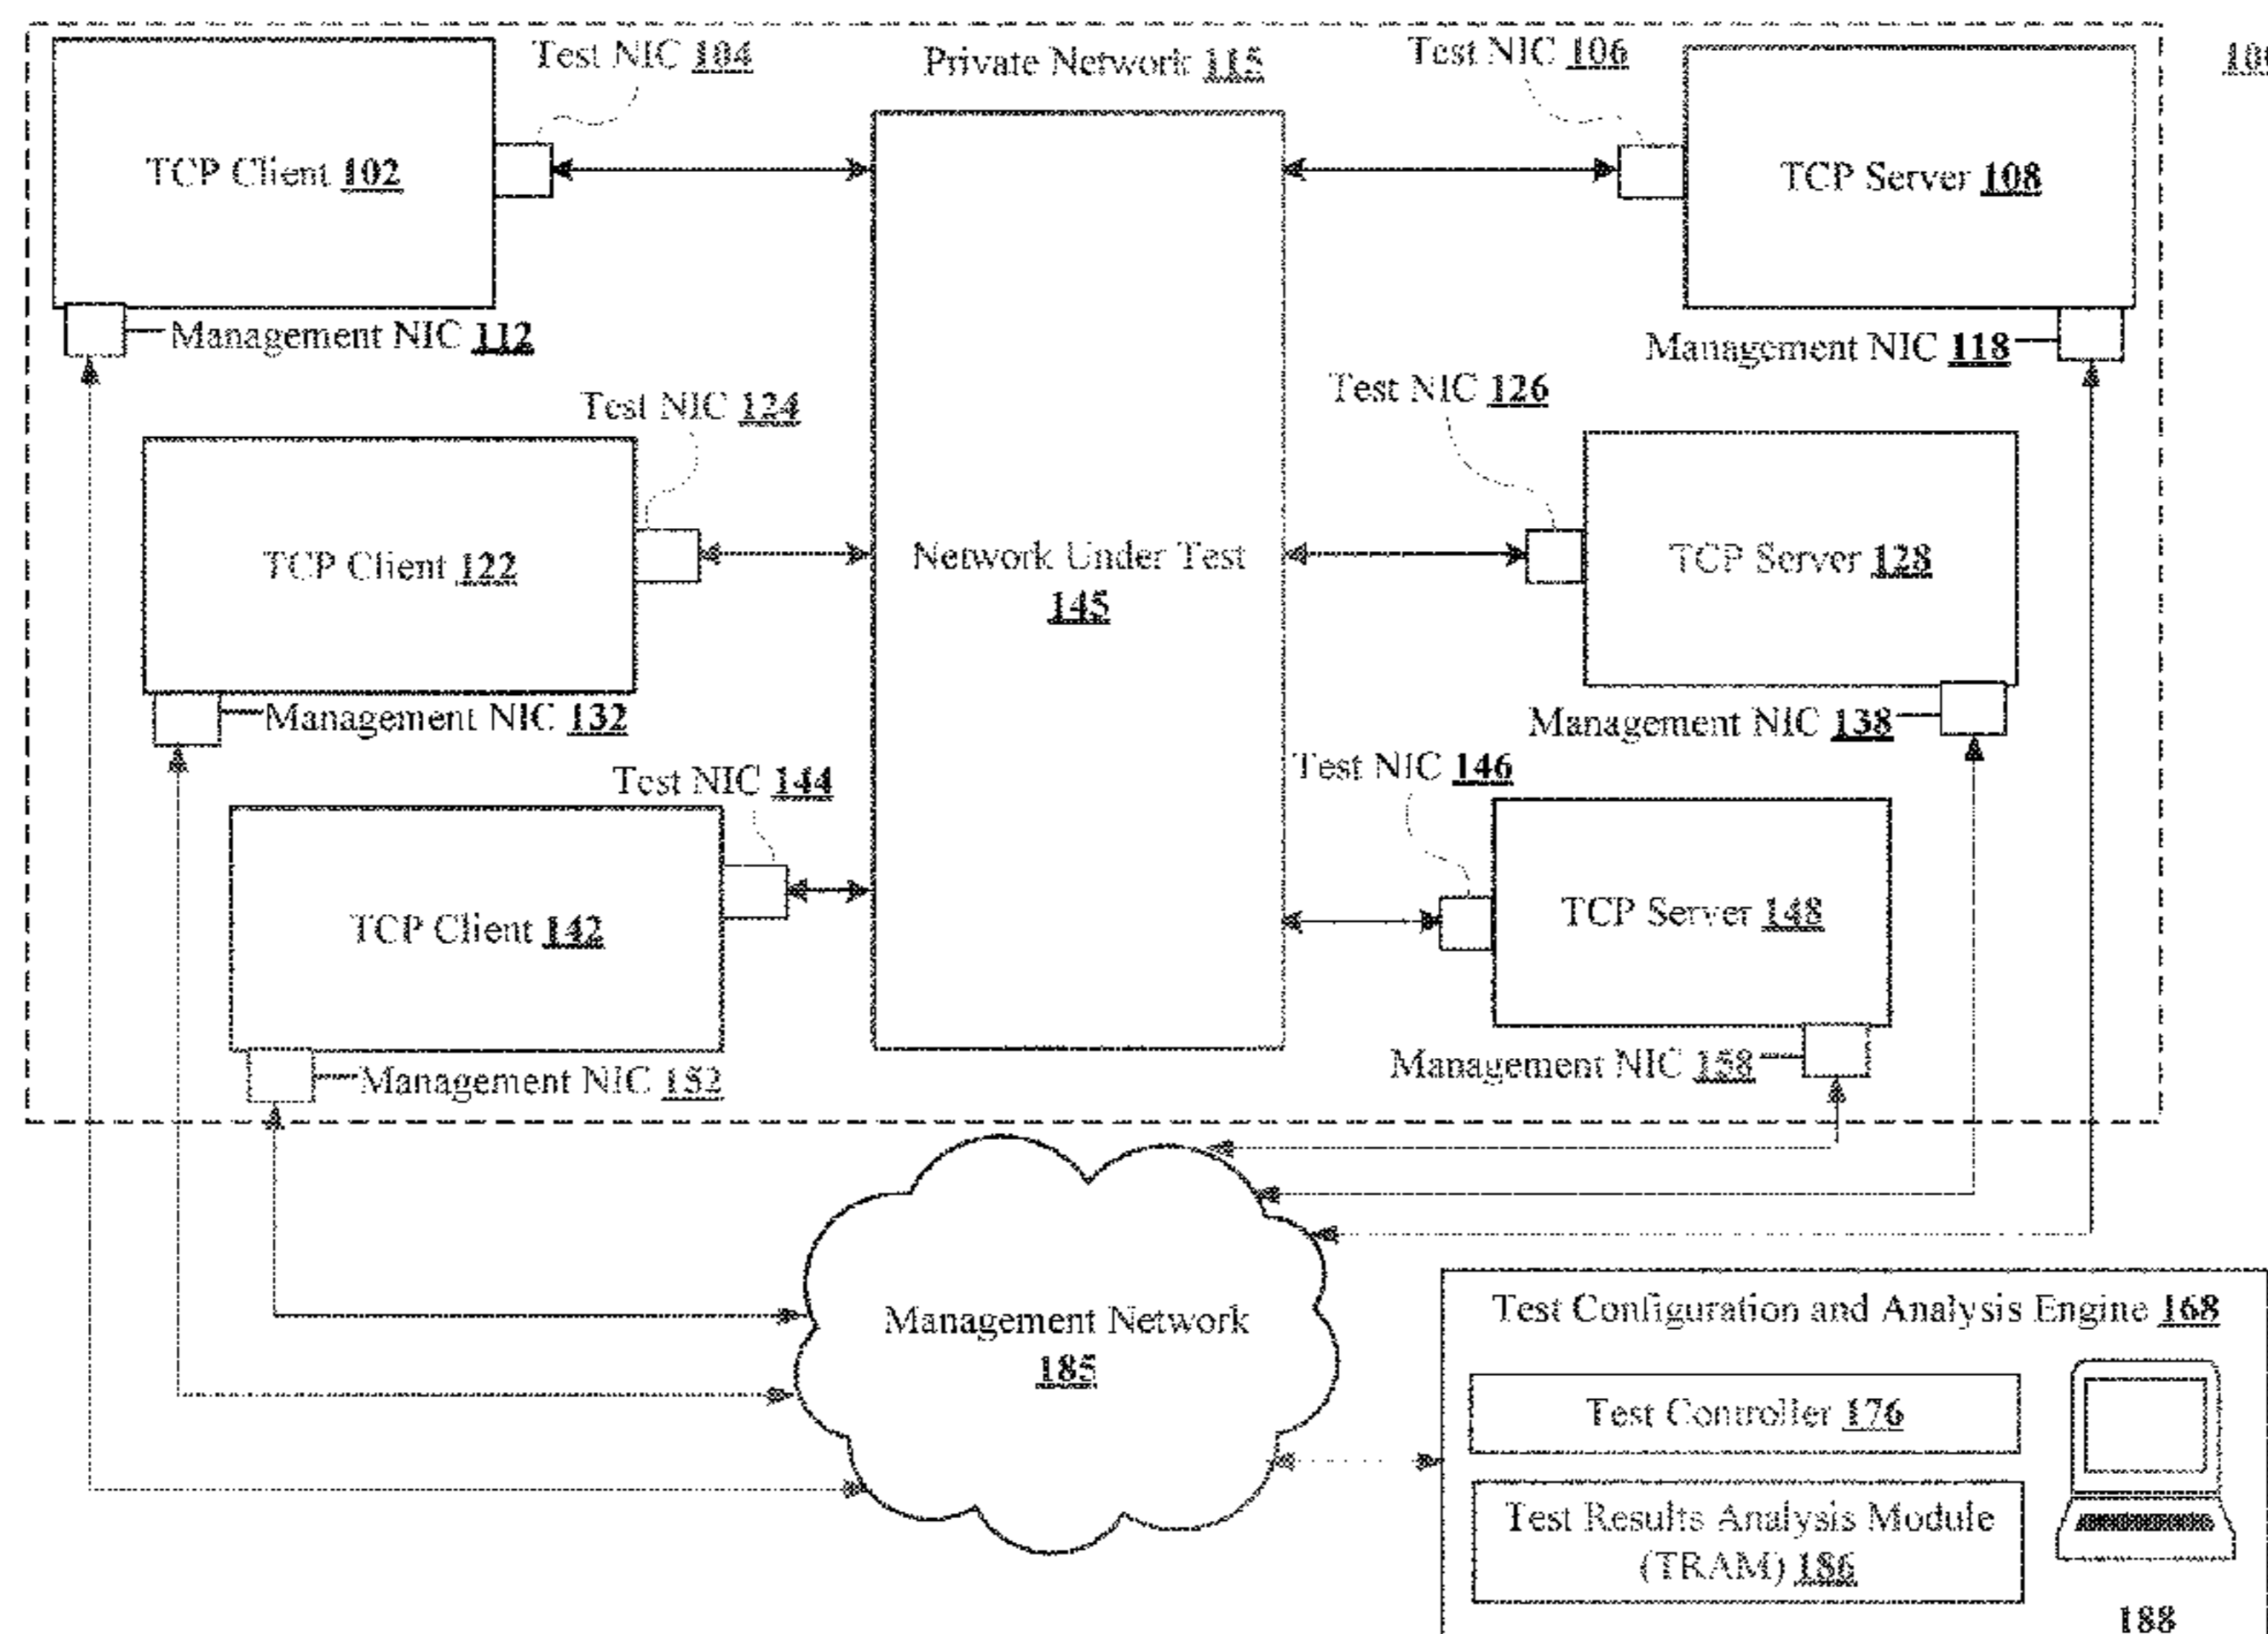 Test NIC 104
Private Network 115
Test NIC 106
TCP Client 102
TCP Server 108
Management NIC 112
Management NIC 118
Test NIC 124
Test NIC 126
TCP Client 122
Network Under Test
145
TCP Server 128
Management NIC 132
Management NIC 138
Test NIC 144
Test NIC 146
TCP Client 142
TCP Server 148
Management NIC 152
Management NIC 158
Management Network
185
Test Configuration and Analysis Engine 168
Test Controller 176
Test Results Analysis Module
(TRAM) 186
188